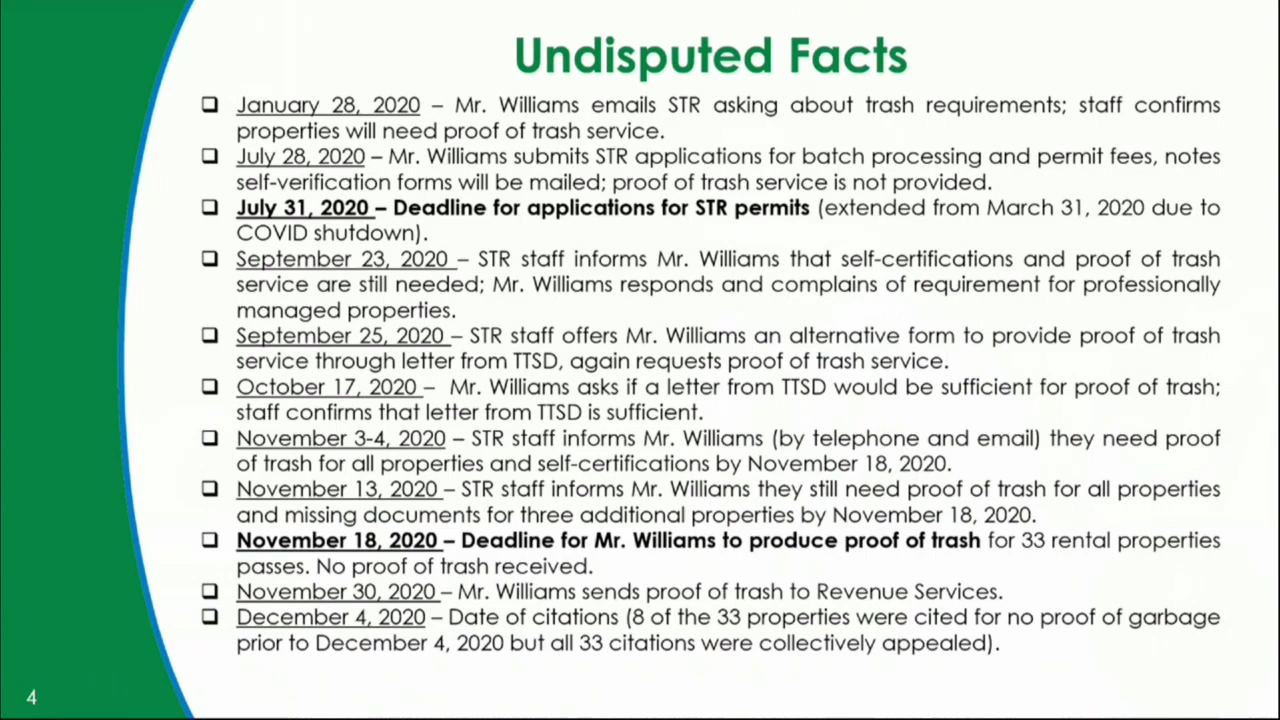 Undisputed Facts
❑ January 28, 2020 – Mr. Williams emails STR asking about trash requirements; staff confirms
properties will need proof of trash service.
❑ July 28, 2020 – Mr. Williams submits STR applications for batch processing and permit fees, notes
self-verification forms will be mailed; proof of trash service is not provided.
❑ July 31, 2020 – Deadline for applications for STR permits (extended from March 31, 2020 due to
COVID shutdown).
❑ September 23, 2020 – STR staff informs Mr. Williams that self-certifications and proof of trash
service are still needed; Mr. Williams responds and complains of requirement for professionally
managed properties.
❑ September 25, 2020 – STR staff offers Mr. Williams an alternative form to provide proof of trash
service through letter from TTSD, again requests proof of trash service.
❑ October 17, 2020 – Mr. Williams asks if a letter from TTSD would be sufficient for proof of trash;
staff confirms that letter from TTSD is sufficient.
❑ November 3-4, 2020 – STR staff informs Mr. Williams (by telephone and email) they need proof
of trash for all properties and self-certifications by November 18, 2020.
❑ November 13, 2020 – STR staff informs Mr. Williams they still need proof of trash for all properties
and missing documents for three additional properties by November 18, 2020.
❑ November 18, 2020 – Deadline for Mr. Williams to produce proof of trash for 33 rental properties
passes. No proof of trash received.
❑ November 30, 2020 – Mr. Williams sends proof of trash to Revenue Services.
❑ December 4, 2020 – Date of citations (8 of the 33 properties were cited for no proof of garbage
prior to December 4, 2020 but all 33 citations were collectively appealed).
4